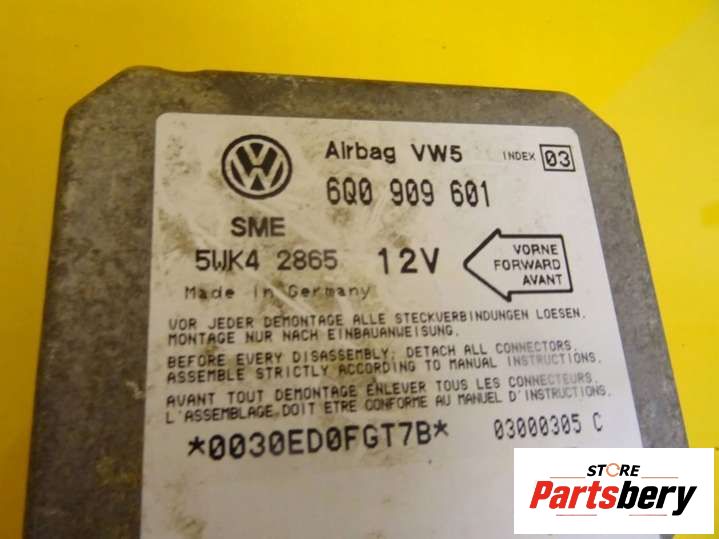 Airbag VW5 INDEX 03
6Q0 909 601
SME
5WK4 2865 12V
VORNE
FORWARD
AVANT
Made in Germany
VOR JEDER DEMONTAGE ALLE STECKVERBINDUNGEN LOESEN.
MONTAGE NUR NACH EINBAUANWEISUNG.
BEFORE EVERY DISASSEMBLY, DETACH ALL CONNECTORS,
ASSEMBLE STRICTLY ACCORDING TO MANUAL INSTRUCTIONS.
AVANT TOUT DEMONTAGE ENLEVER TOUS LES CONNECTEURS.
L'ASSEMBLAGE,DOIT ETRE CONFORME AU MANUEL D'INSTRUCTIONS.
*0030ED0FGT7B* 03000305 C
STORE
Partsbery